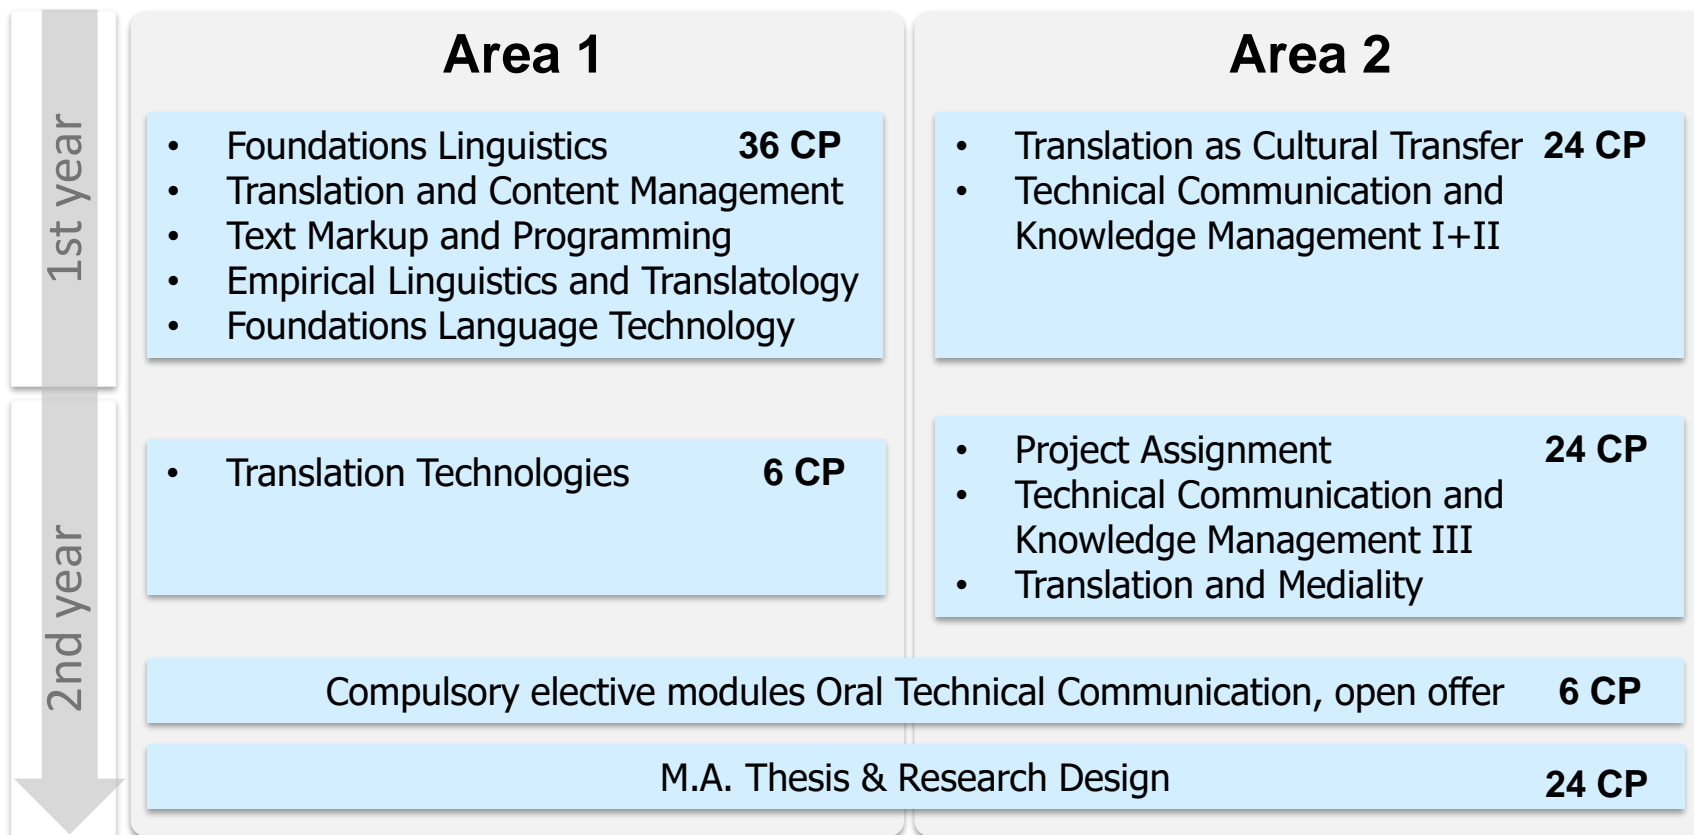 1st year
2nd year
Area 1
• Foundations Linguistics 36 CP
• Translation and Content Management
• Text Markup and Programming
• Empirical Linguistics and Translatology
• Foundations Language Technology
Area 2
• Translation as Cultural Transfer 24 CP
• Technical Communication and
Knowledge Management I+II
• Translation Technologies 6 CP
• Project Assignment 24 CP
• Technical Communication and
Knowledge Management III
• Translation and Mediality
Compulsory elective modules Oral Technical Communication, open offer 6 CP
M.A. Thesis & Research Design 24 CP